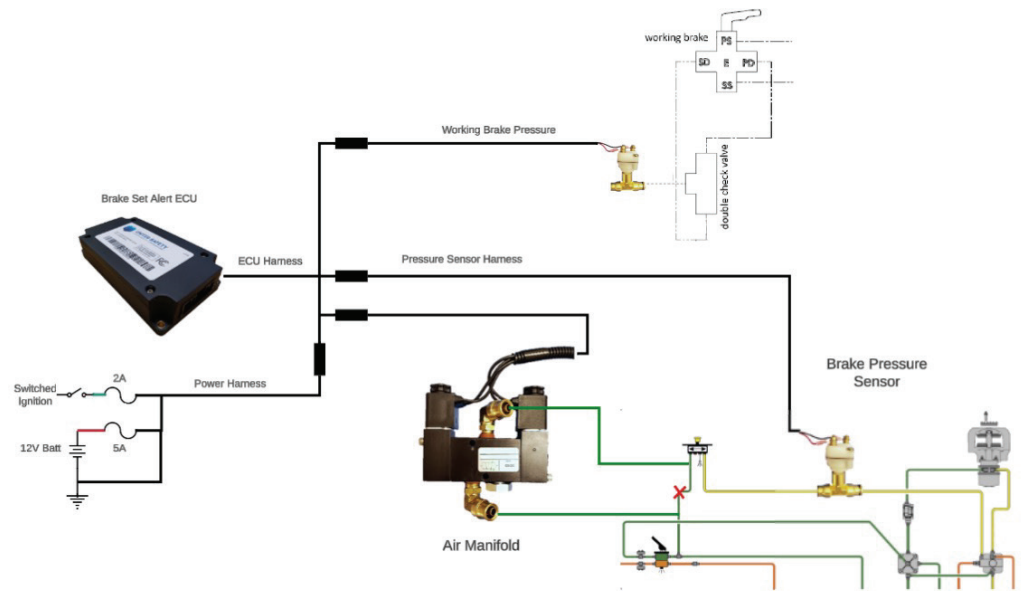 working brake
PS
SD E PD
SS
Working Brake Pressure
double check valve
Brake Set Alert ECU
ECU Harness
Pressure Sensor Harness
Switched
Ignition
2A
Power Harness
12V Batt
5A
Brake Pressure
Sensor
Air Manifold